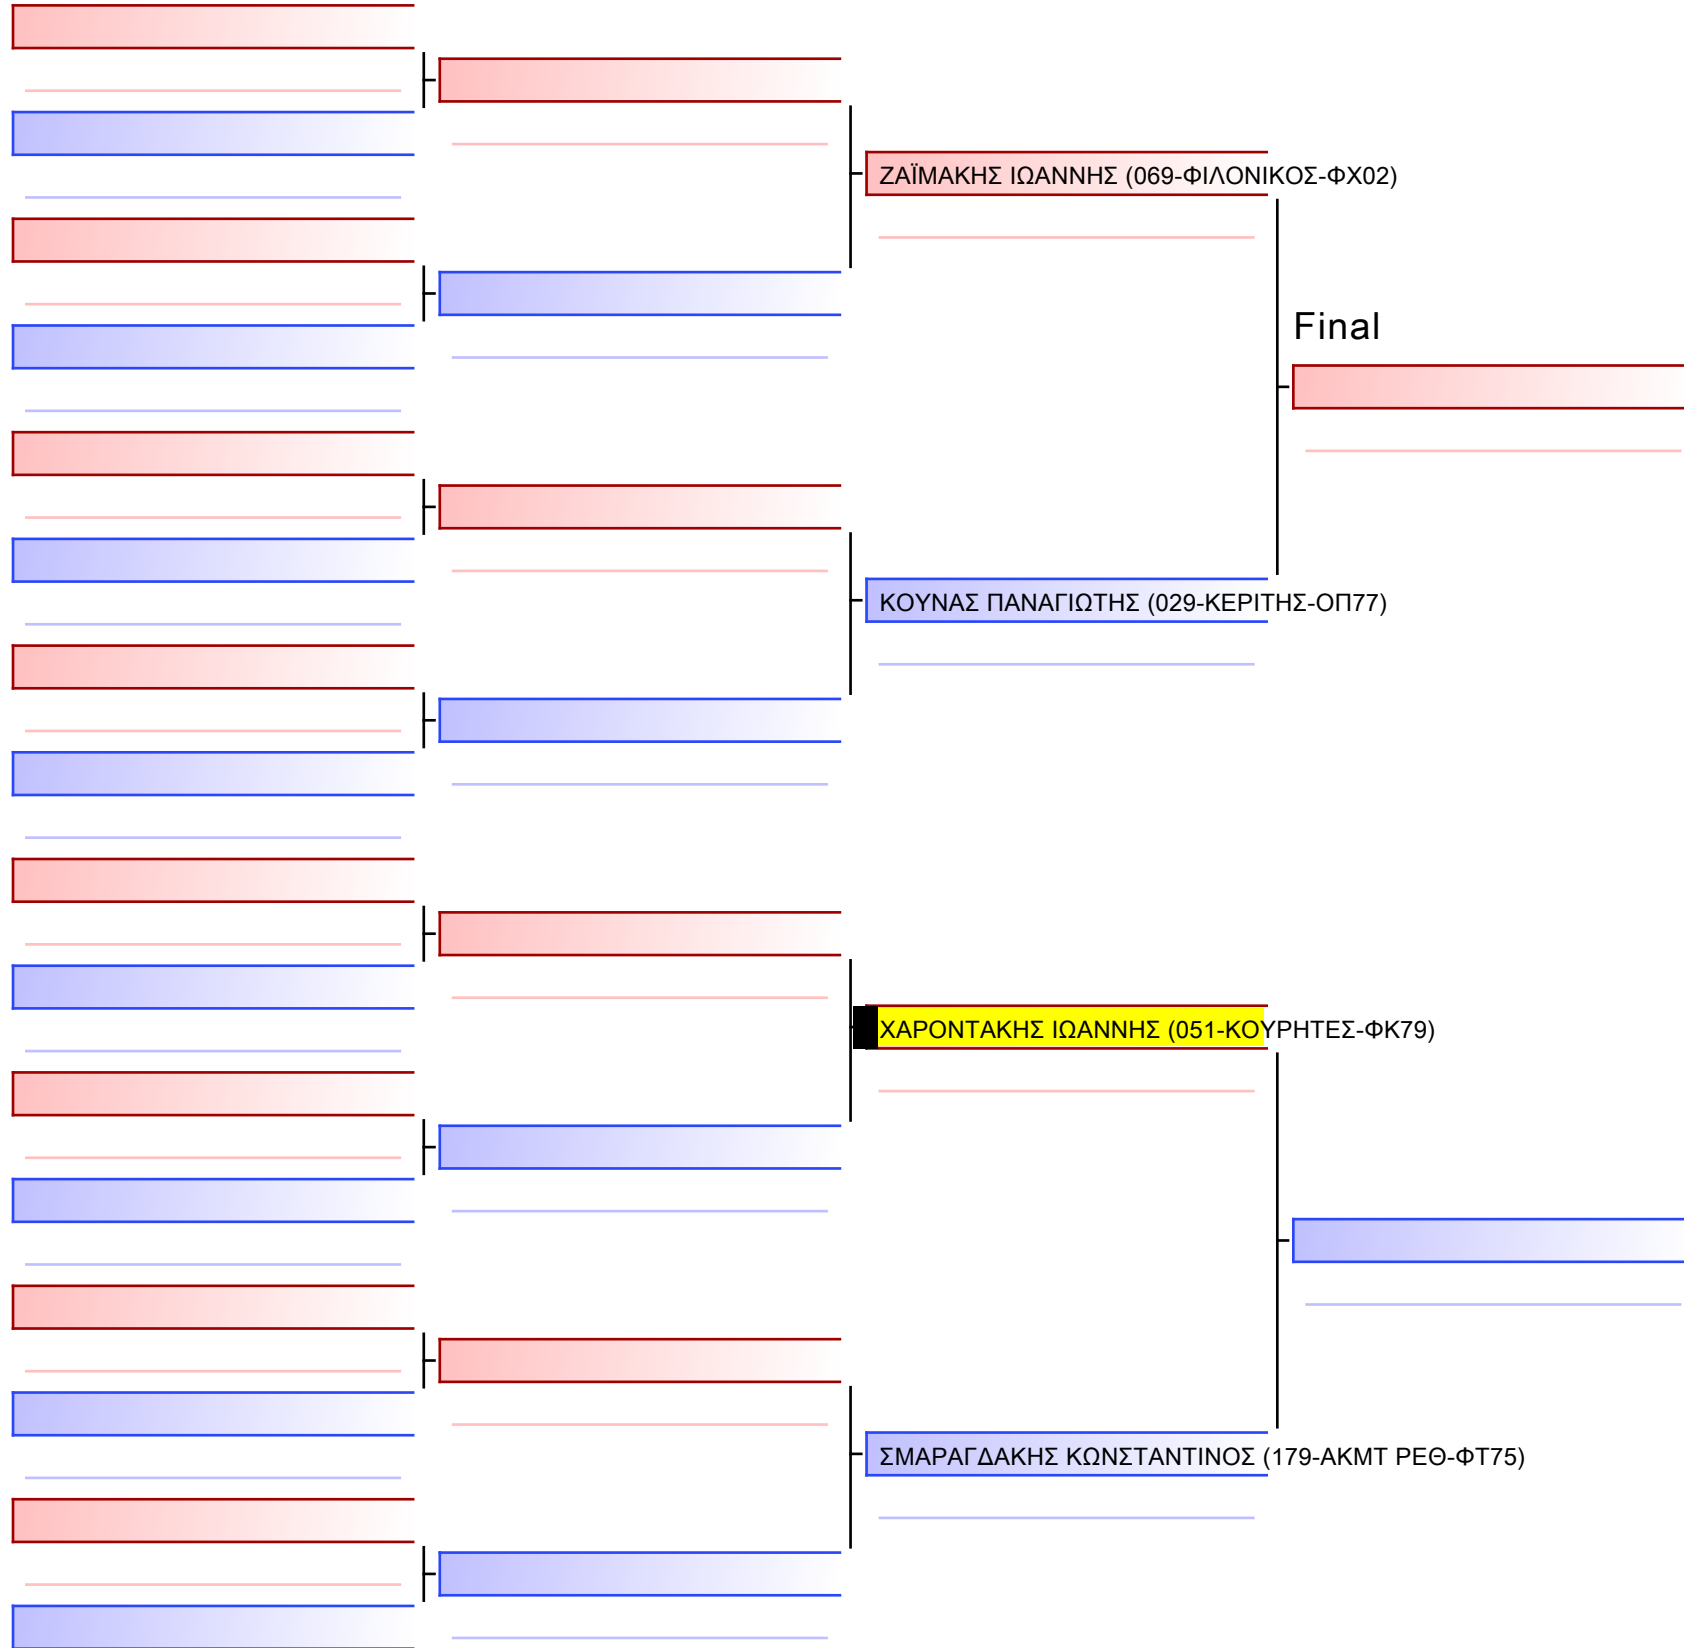 ΖΑΪΜΑΚΗΣ ΙΩΑΝΝΗΣ (069-ΦΙΛΟΝΙΚΟΣ-ΦΧ02)
Final
ΚΟΥΝΑΣ ΠΑΝΑΓΙΩΤΗΣ (029-ΚΕΡΙΤΗΣ-ΟΠ77)
ΧΑΡΟΝΤΑΚΗΣ ΙΩΑΝΝΗΣ (051-ΚΟΥΡΗΤΕΣ-ΦΚ79)
ΣΜΑΡΑΓΔΑΚΗΣ ΚΩΝΣΤΑΝΤΙΝΟΣ (179-ΑΚΜΤ ΡΕΘ-ΦΤ75)